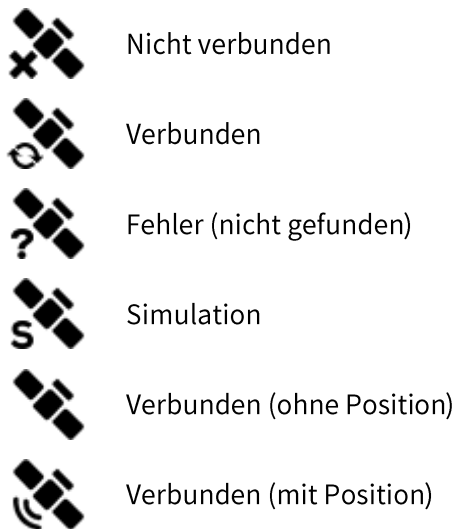 Nicht verbunden
Verbunden
? Fehler (nicht gefunden)
S Simulation
Verbunden (ohne Position)
Verbunden (mit Position)